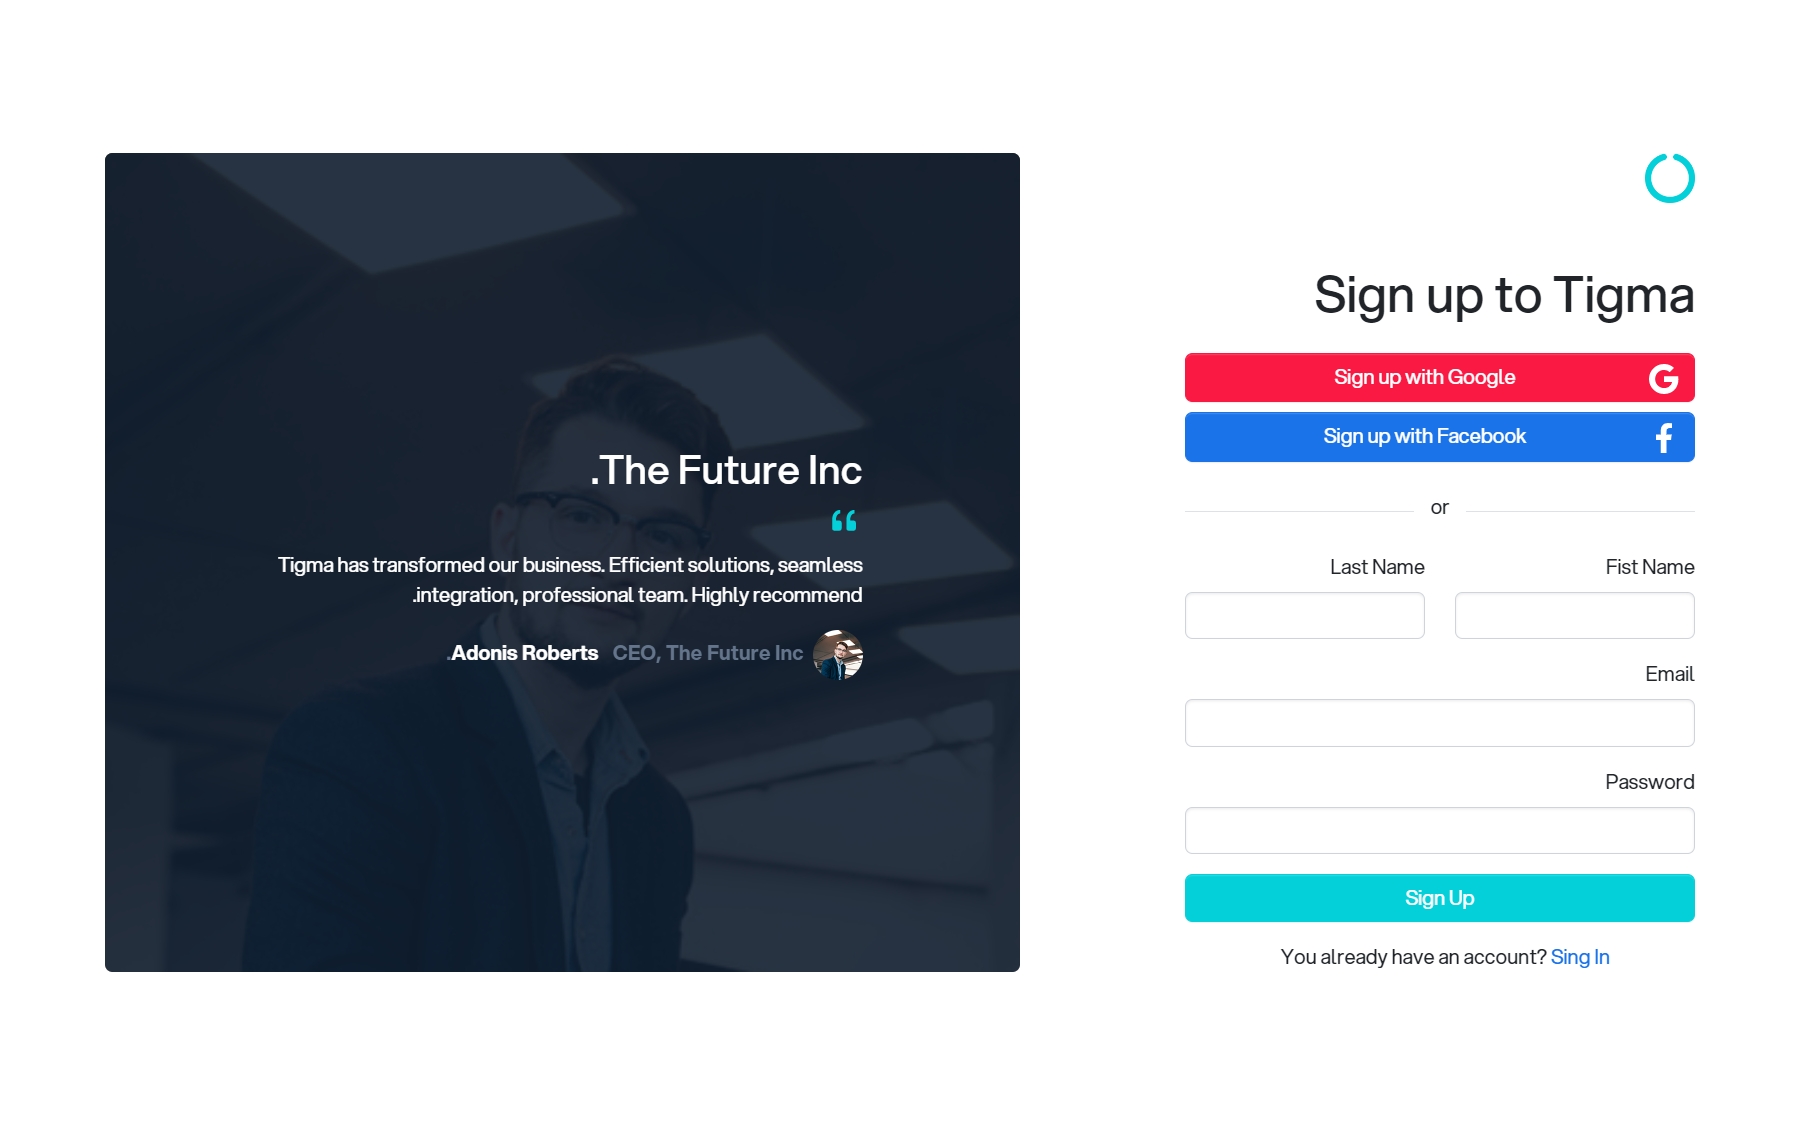 Sign up to Tigma
Sign up with Google
Sign up with Facebook
or
Fist Name
Last Name
Email
Password
Sign Up
You already have an account? Sing In
.The Future Inc
“
Tigma has transformed our business. Efficient solutions, seamless
.integration, professional team. Highly recommend
.Adonis Roberts CEO, The Future Inc